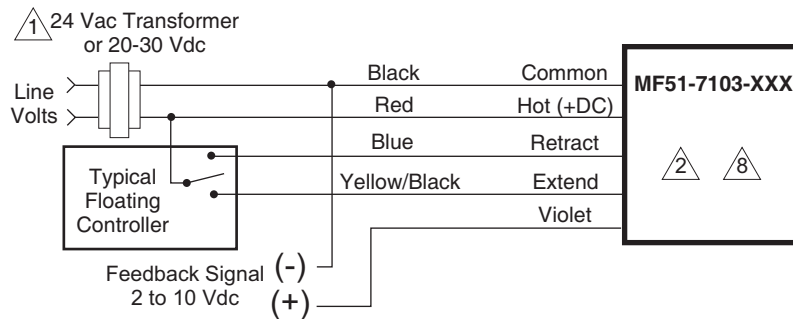 1 24 Vac Transformer
or 20-30 Vdc
Line
Volts
Black Common
Red Hot (+DC)
Blue Retract
Yellow/Black Extend
Violet
MF51-7103-XXX
2 8
Typical
Floating
Controller
Feedback Signal (-)
2 to 10 Vdc (+)